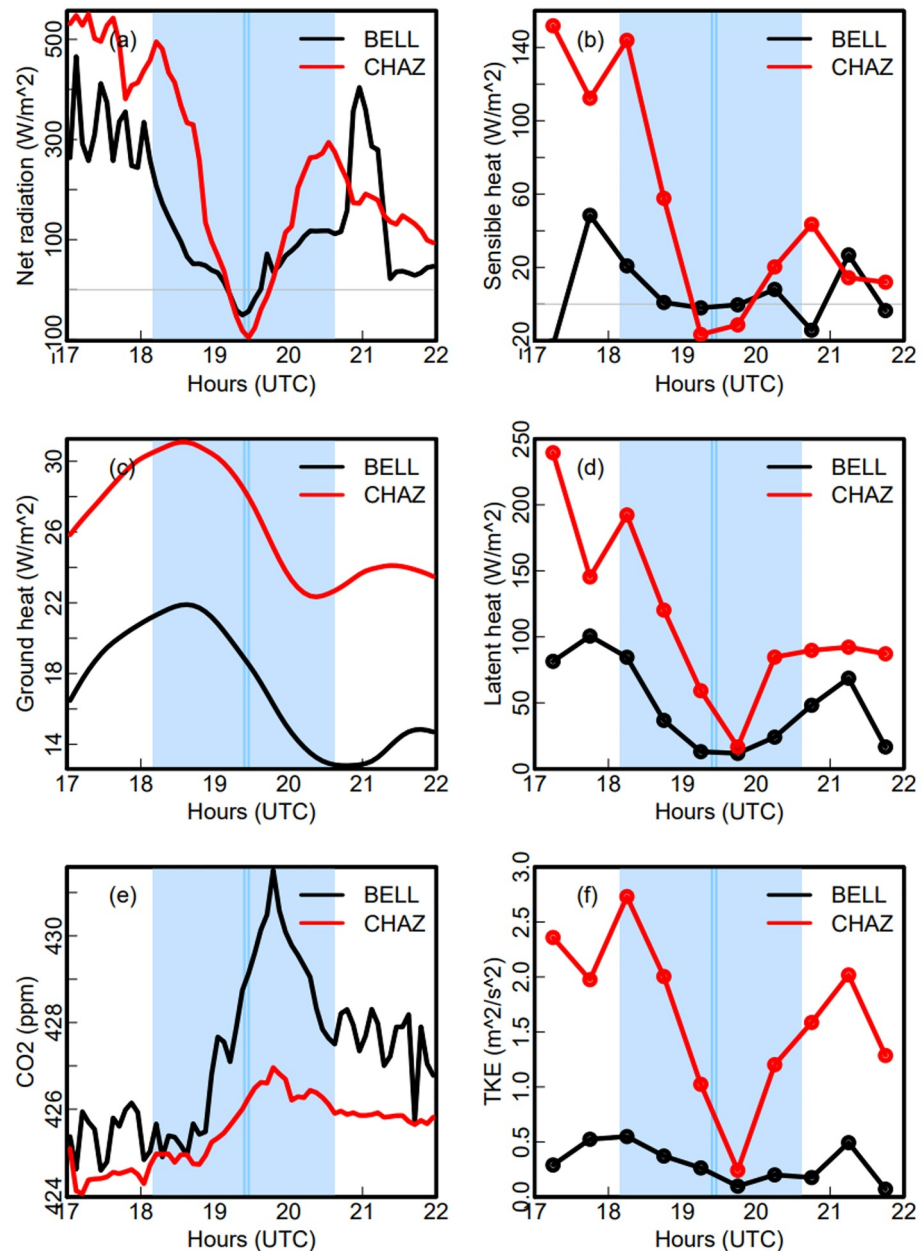 (a)
BELL
CHAZ
Net radiation (W/m^2)
-100 100 300 500
17 18 19 20 21 22
Hours (UTC)
(b)
BELL
CHAZ
Sensible heat (W/m^2)
-20 20 60 100 140
17 18 19 20 21 22
Hours (UTC)
(c)
BELL
CHAZ
Ground heat (W/m^2)
14 18 22 26 30
17 18 19 20 21 22
Hours (UTC)
(d)
BELL
CHAZ
Latent heat (W/m^2)
0 50 100 150 200 250
17 18 19 20 21 22
Hours (UTC)
(e)
BELL
CHAZ
CO2 (ppm)
424 426 428 430
17 18 19 20 21 22
Hours (UTC)
(f)
BELL
CHAZ
TKE (m^2/s^2)
0.0 0.5 1.0 1.5 2.0 2.5 3.0
17 18 19 20 21 22
Hours (UTC)